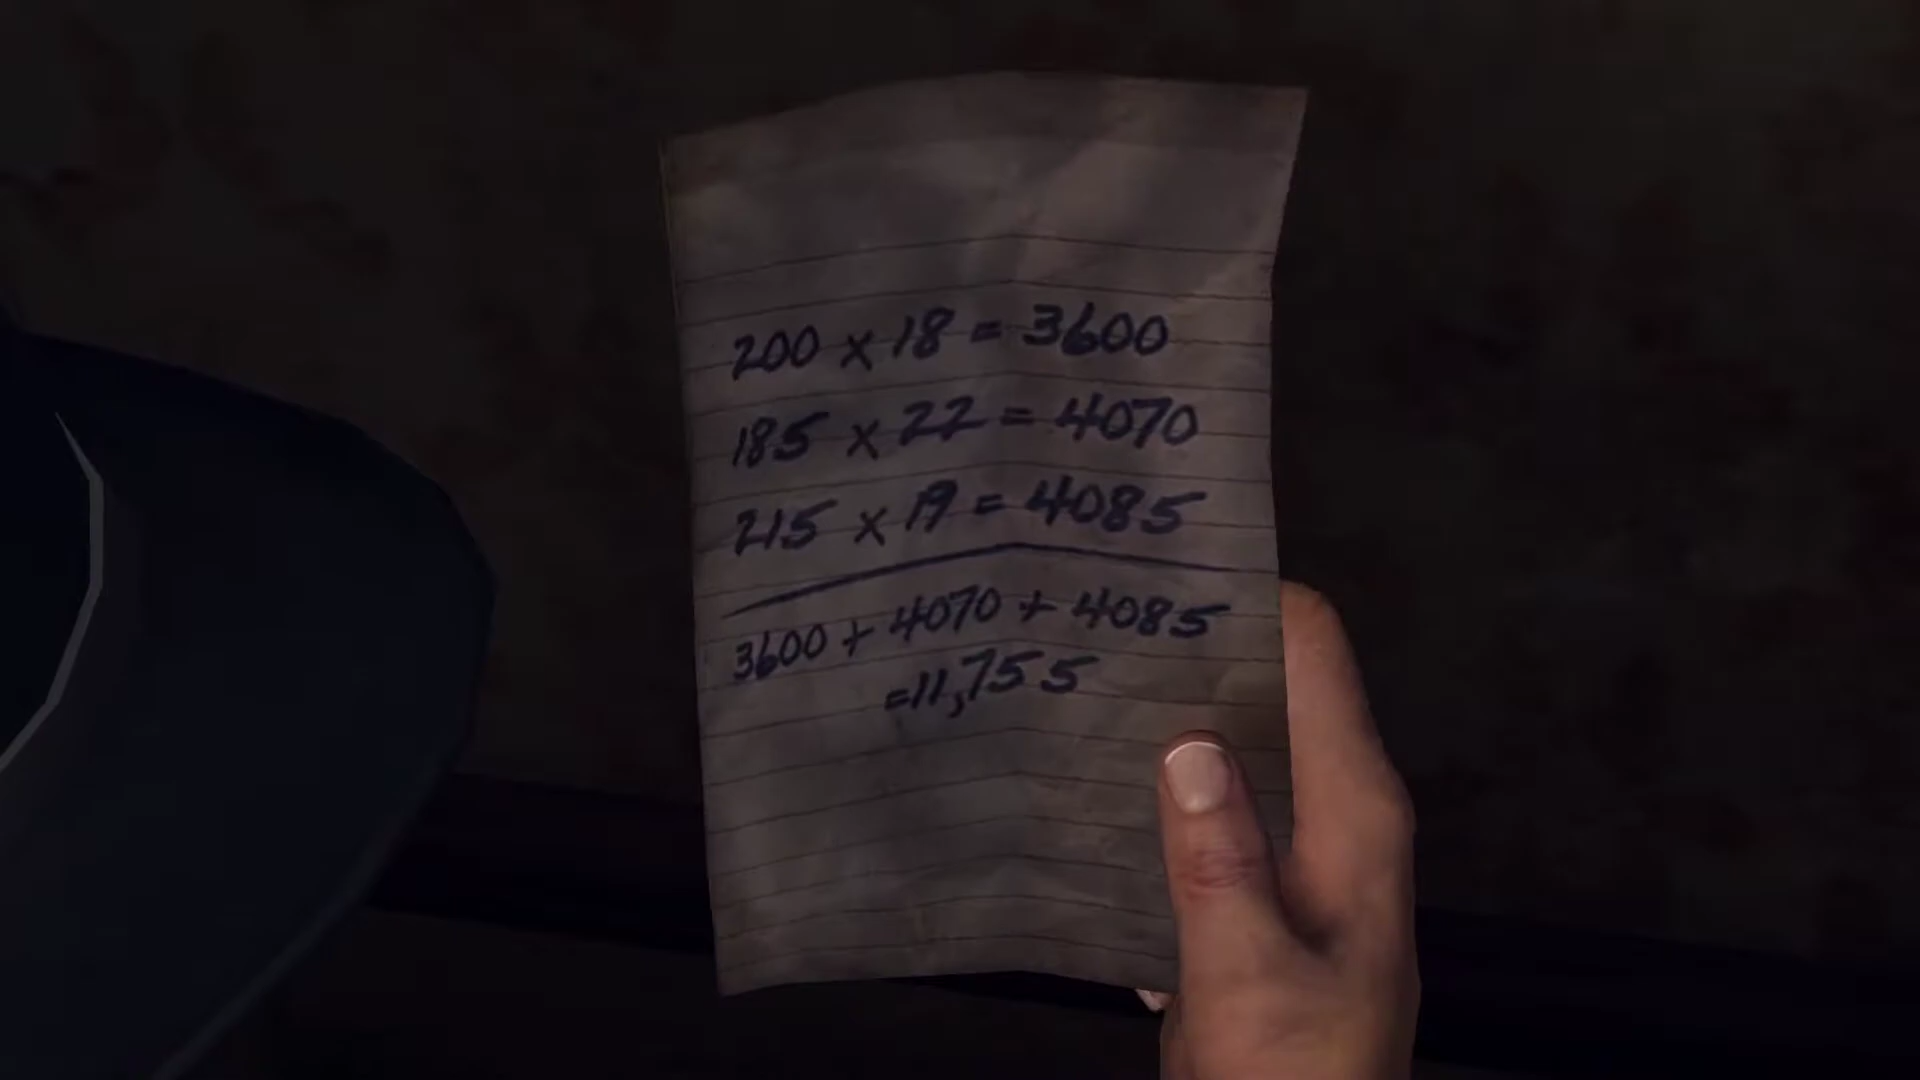 200 x 18 = 3600
185 x 22 = 4070
215 x 19 = 4085
3600 + 4070 + 4085
=11,755